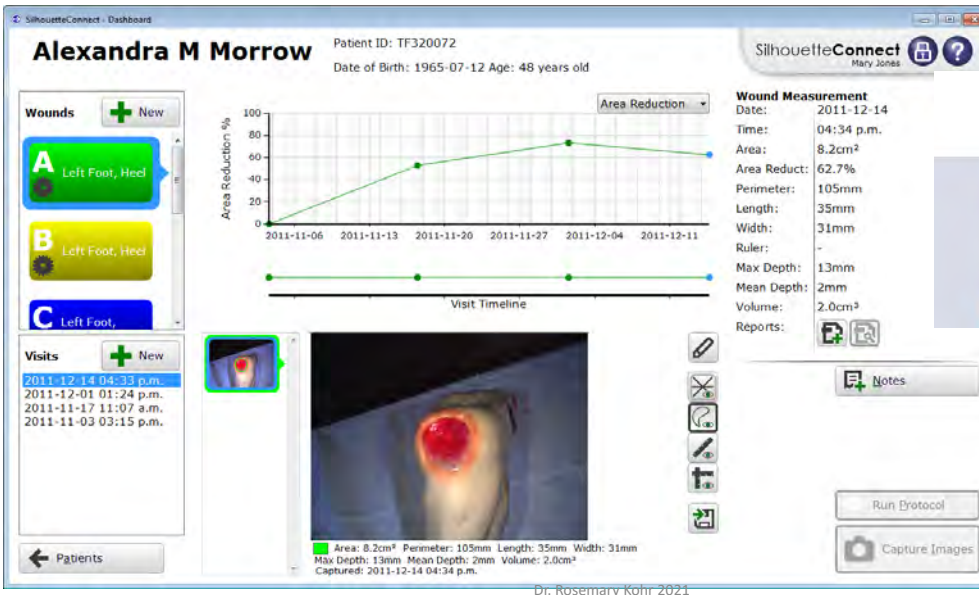 SilhouetteConnect - Dashboard
Alexandra M Morrow
Patient ID: TF320072
Date of Birth: 1965-07-12 Age: 48 years old
SilhouetteConnect
Mary Jones
?
Wounds
New
A Left Foot, Heel
B Left Foot, Heel
C Left Foot,
Area Reduction
Area Reduction %
100
80
60
40
20
0
2011-11-06 2011-11-13 2011-11-20 2011-11-27 2011-12-04 2011-12-11
Visit Timeline
Wound Measurement
Date: 2011-12-14
Time: 04:34 p.m.
Area: 8.2cm²
Area Reduct: 62.7%
Perimeter: 105mm
Length: 35mm
Width: 31mm
Ruler: -
Max Depth: 13mm
Mean Depth: 2mm
Volume: 2.0cm³
Reports:
Visits
New
2011-12-14 04:33 p.m.
2011-12-01 01:24 p.m.
2011-11-17 11:07 a.m.
2011-11-03 03:15 p.m.
Patients
Area: 8.2cm² Perimeter: 105mm Length: 35mm Width: 31mm
Max Depth: 13mm Mean Depth: 2mm Volume: 2.0cm³
Captured: 2011-12-14 04:34 p.m.
Notes
Run Protocol
Capture Images
Dr. Rosemary Kohr 2021